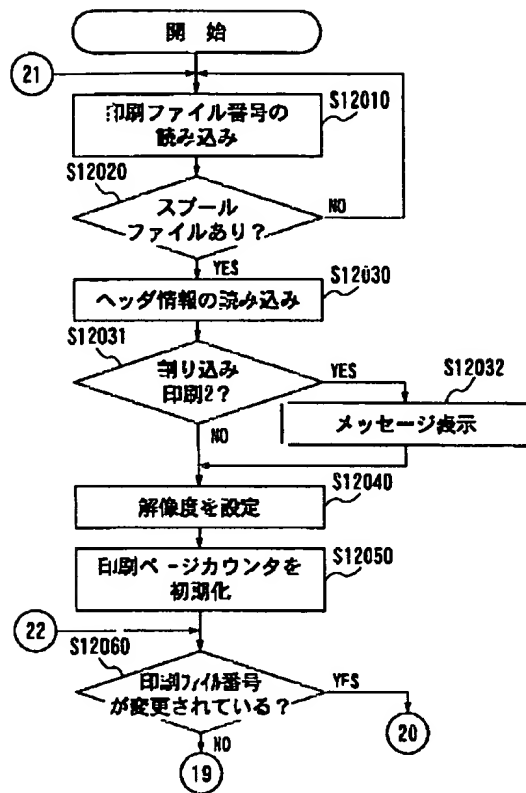 開 始
21
印刷ファイル番号の
読み込み
S12010
S12020
スプール
ファイルあり?
NO
YES
ヘッダ情報の読み込み
S12030
S12031
割り込み
印刷2?
YES
S12032
メッセージ表示
NO
解像度を設定
S12040
印刷ページカウンタを
初期化
S12050
22
S12060
印刷ファイル番号
が変更されている?
YES
20
NO
19